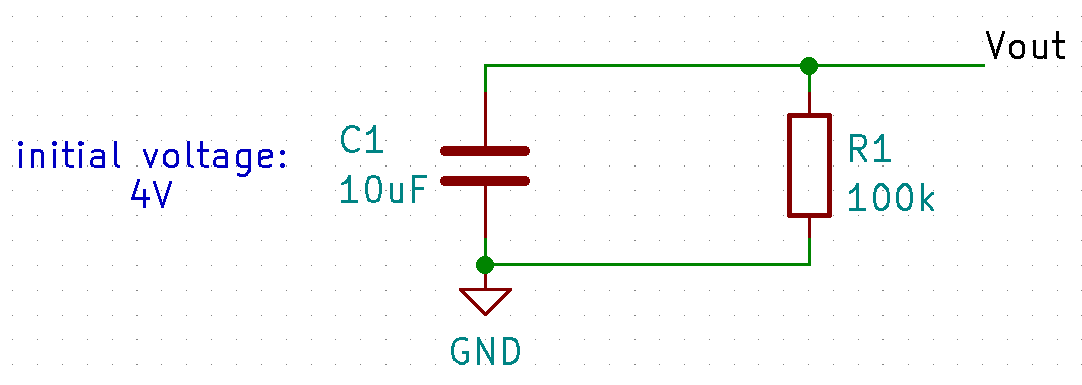 Vout
initial voltage:
4V
C1
10uF
R1
100k
GND